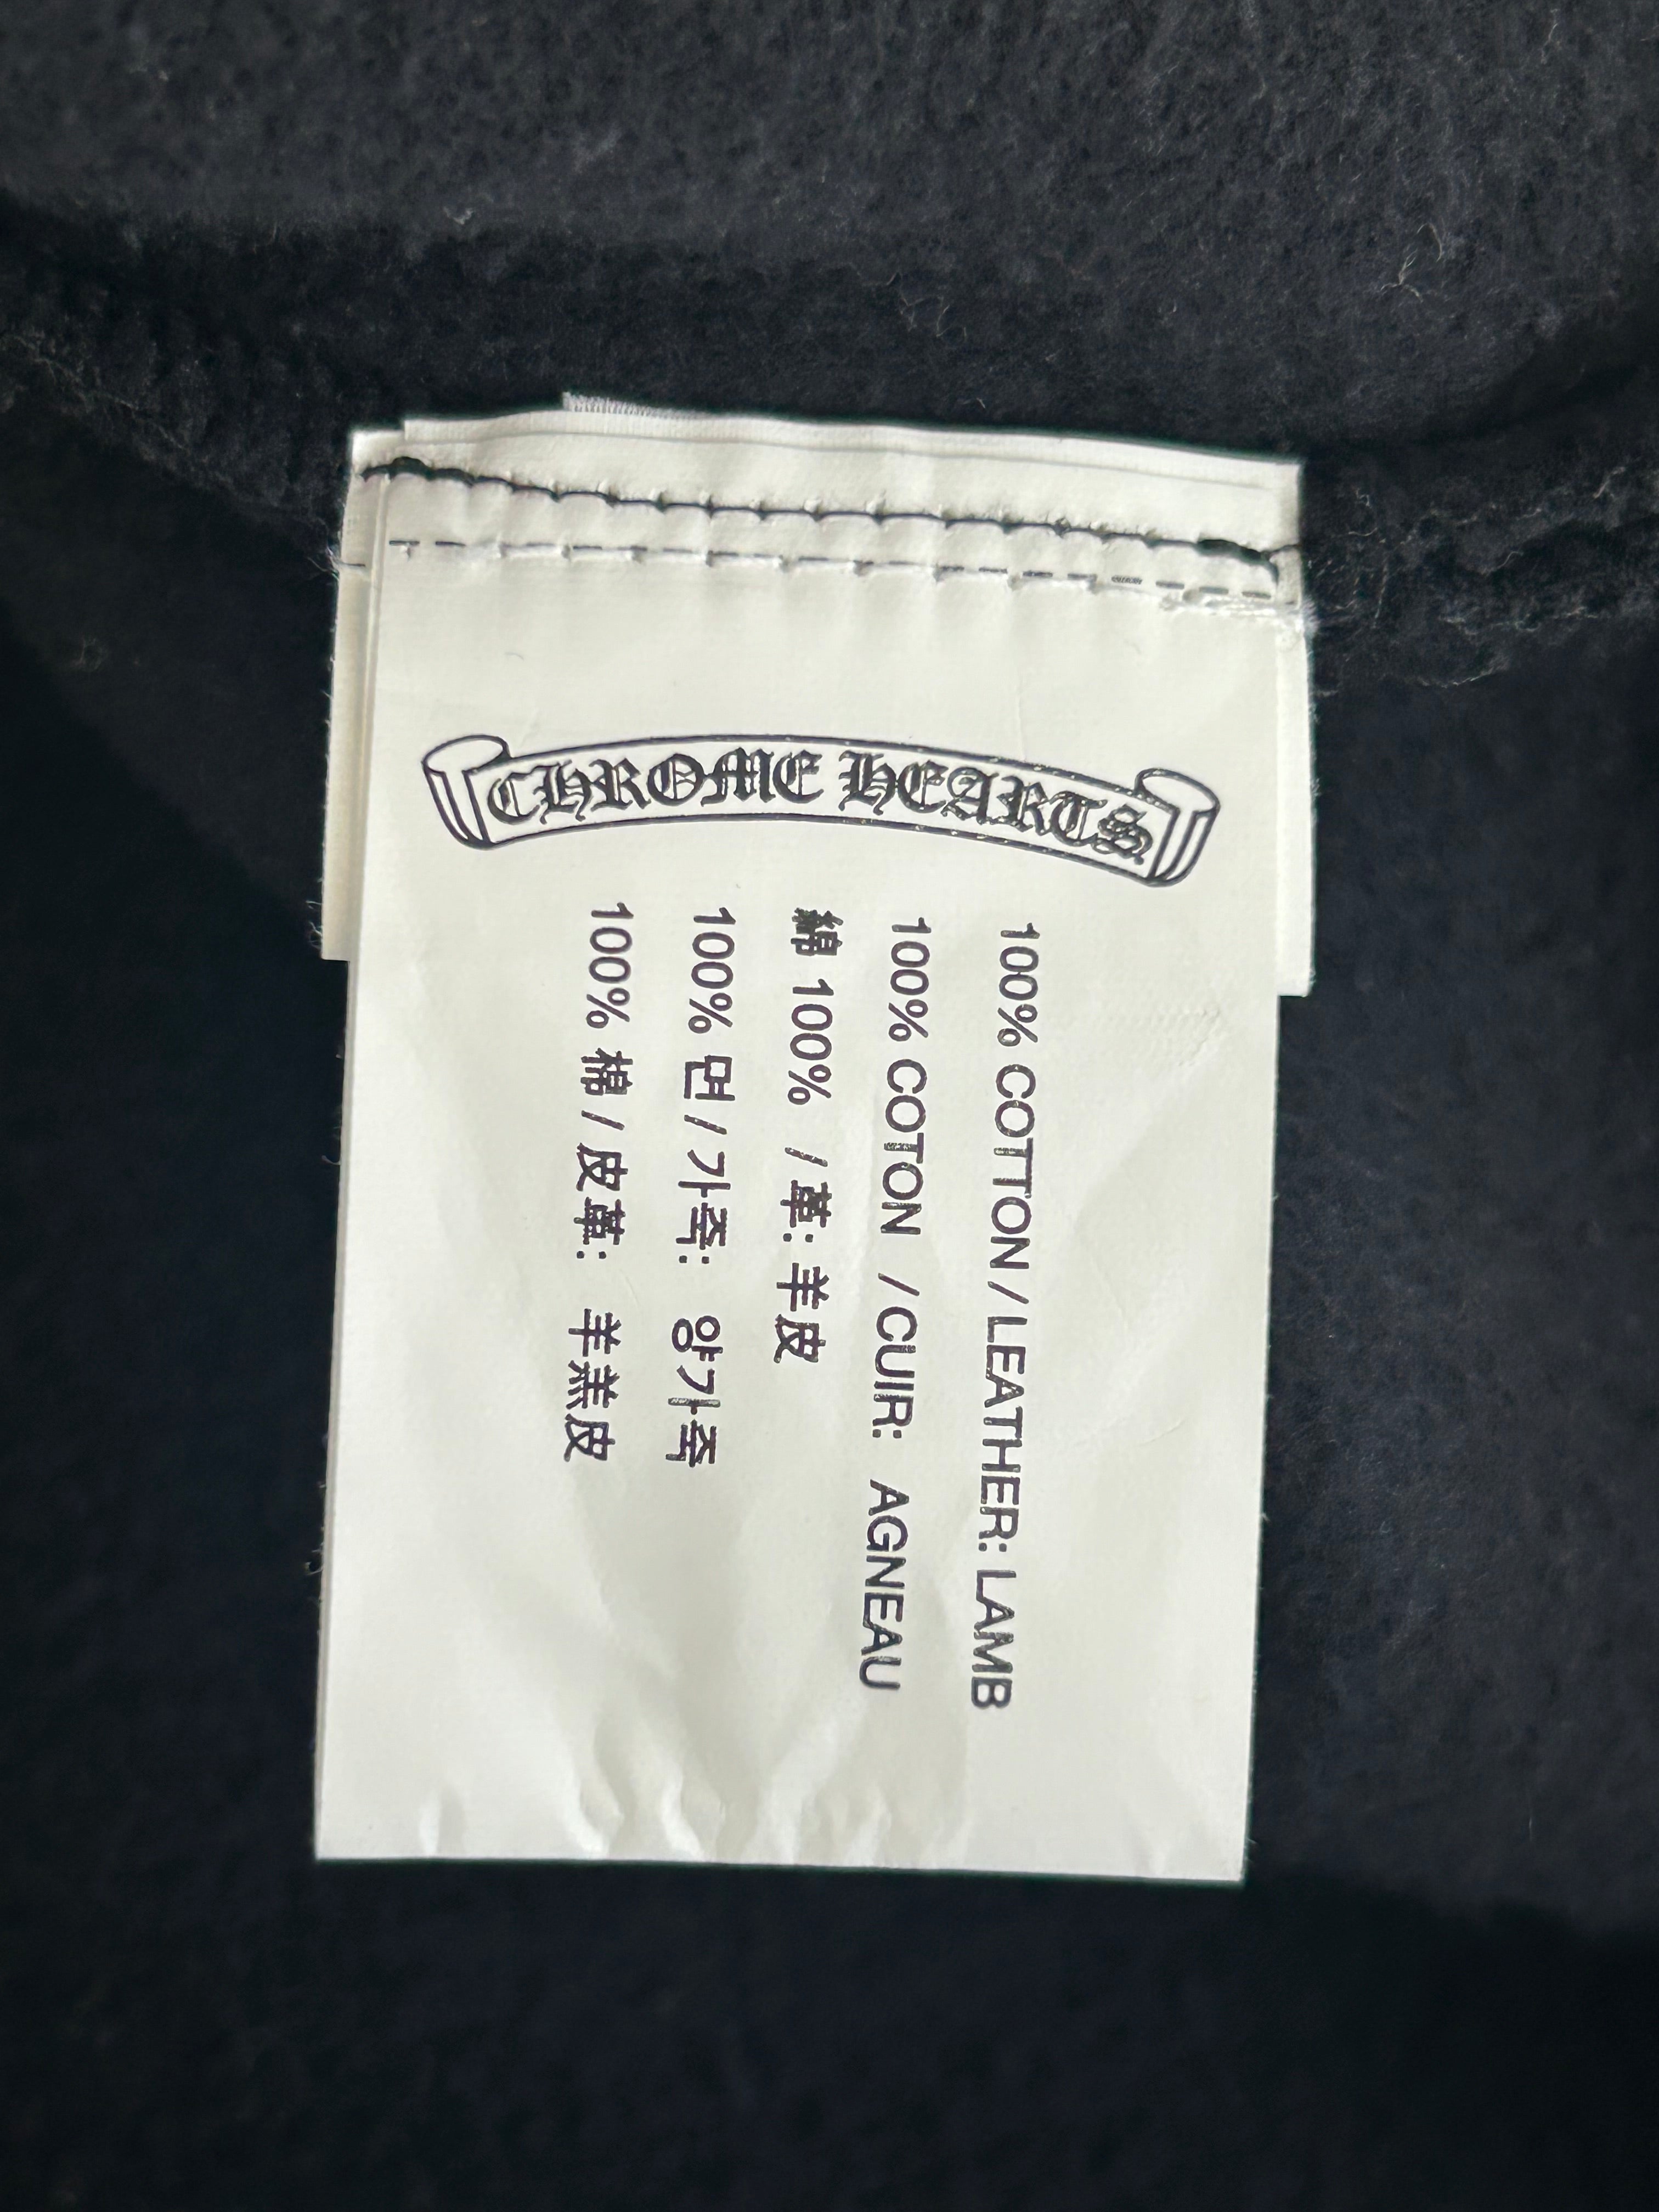 CHROME HEARTS
100% COTTON / LEATHER: LAMB
100% COTON / CUIR: AGNEAU
綿 100% / 革: 羊皮
100% 면 / 가죽: 양가죽
100% 棉 / 皮革: 羊羔皮